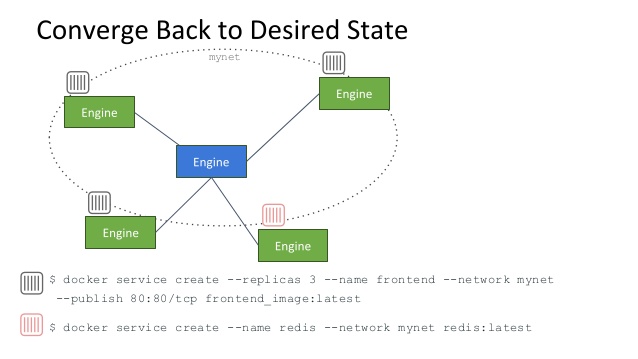 Converge Back to Desired State
mynet
Engine
Engine
Engine
Engine
Engine
$ docker service create --replicas 3 --name frontend --network mynet
--publish 80:80/tcp frontend_image:latest
$ docker service create --name redis --network mynet redis:latest